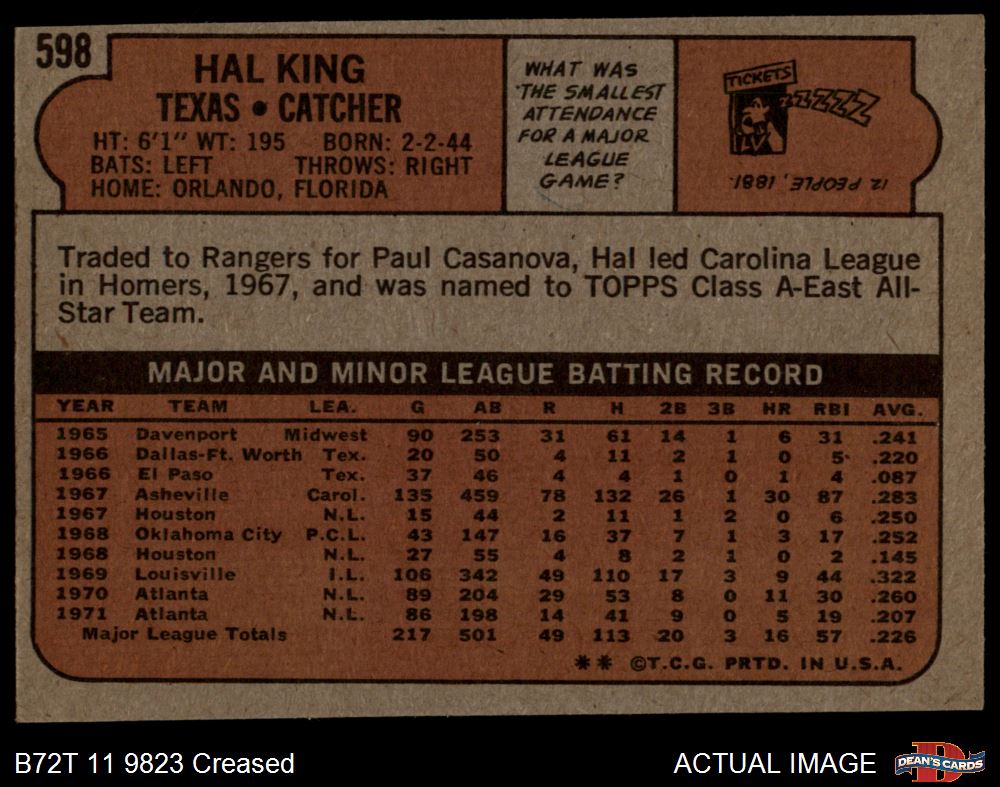 598
HAL KING
TEXAS • CATCHER
HT: 6'1" WT: 195 BORN: 2-2-44
BATS: LEFT THROWS: RIGHT
HOME: ORLANDO, FLORIDA
WHAT WAS
THE SMALLEST
ATTENDANCE
FOR A MAJOR
LEAGUE
GAME?
TICKETS
ZZZZZZ
12 PEOPLE, 1881.
Traded to Rangers for Paul Casanova, Hal led Carolina League
in Homers, 1967, and was named to TOPPS Class A-East All-
Star Team.
MAJOR AND MINOR LEAGUE BATTING RECORD
YEAR TEAM LEA. G AB R H 2B 3B HR RBI AVG.
1965 Davenport Midwest 90 253 31 61 14 1 6 31 .241
1966 Dallas-Ft. Worth Tex. 20 50 4 11 2 1 0 5 .220
1966 El Paso Tex. 37 46 4 4 1 0 1 4 .087
1967 Asheville Carol. 135 459 78 132 26 1 30 87 .283
1967 Houston N.L. 15 44 2 11 1 2 0 6 .250
1968 Oklahoma City P.C.L. 43 147 16 37 7 1 3 17 .252
1968 Houston N.L. 27 55 4 8 2 1 0 2 .145
1969 Louisville I.L. 106 342 49 110 17 3 9 44 .322
1970 Atlanta N.L. 89 204 29 53 8 0 11 30 .260
1971 Atlanta N.L. 86 198 14 41 9 0 5 19 .207
Major League Totals 217 501 49 113 20 3 16 57 .226
** ©T.C.G. PRTD. IN U.S.A.
B72T 11 9823 Creased
ACTUAL IMAGE
D
DEAN'S CARDS